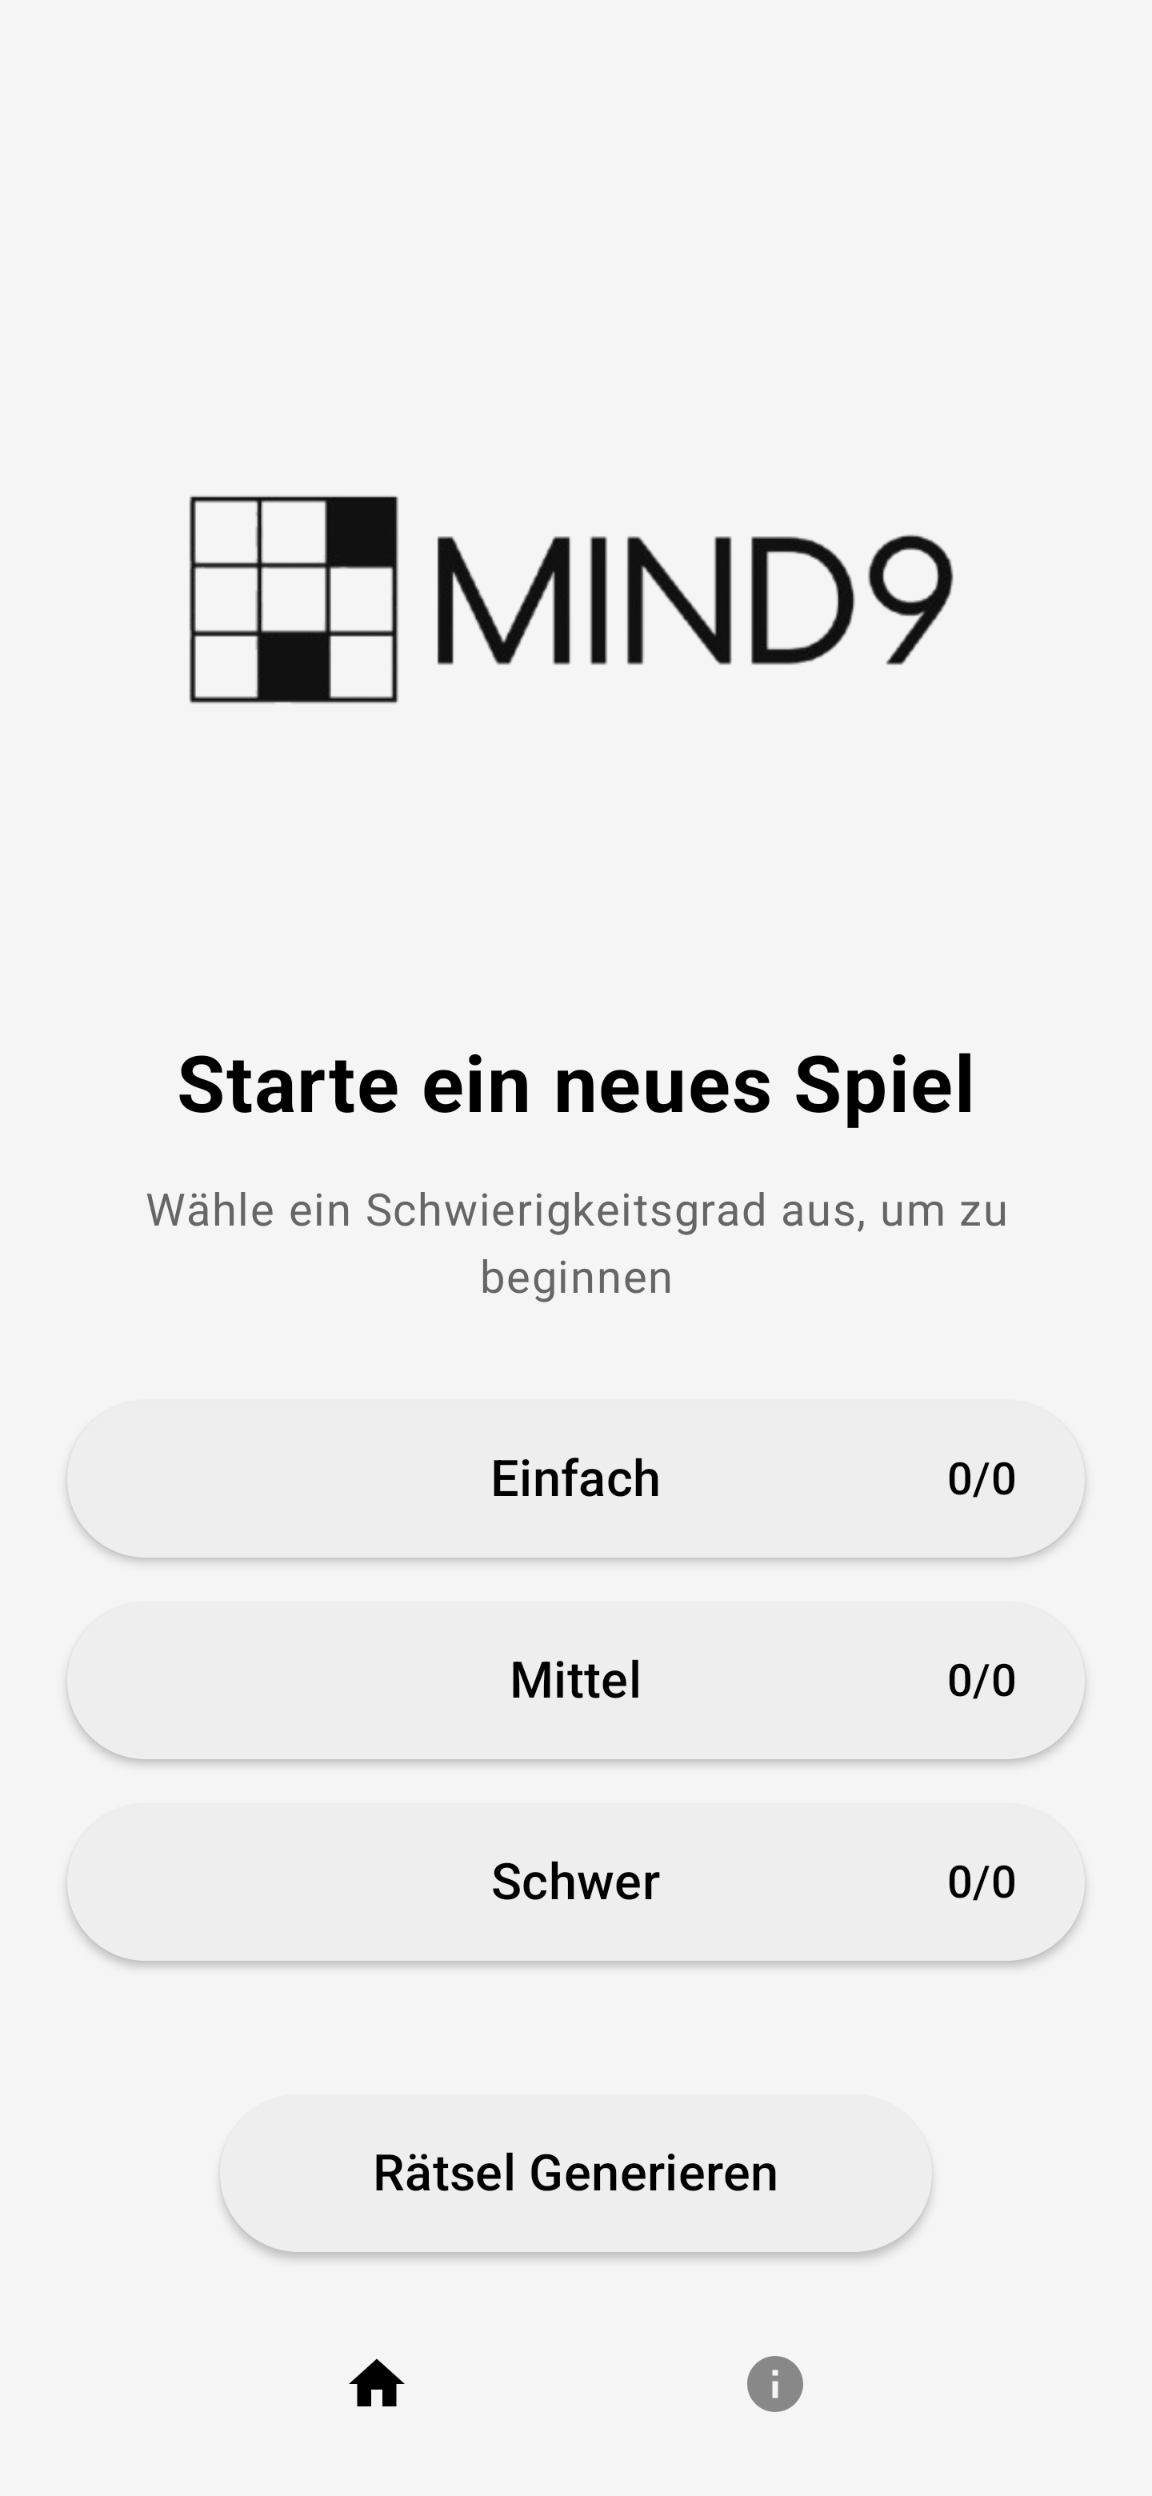 MIND9
Starte ein neues Spiel
Wähle ein Schwierigkeitsgrad aus, um zu
beginnen
Einfach 0/0
Mittel 0/0
Schwer 0/0
Rätsel Generieren